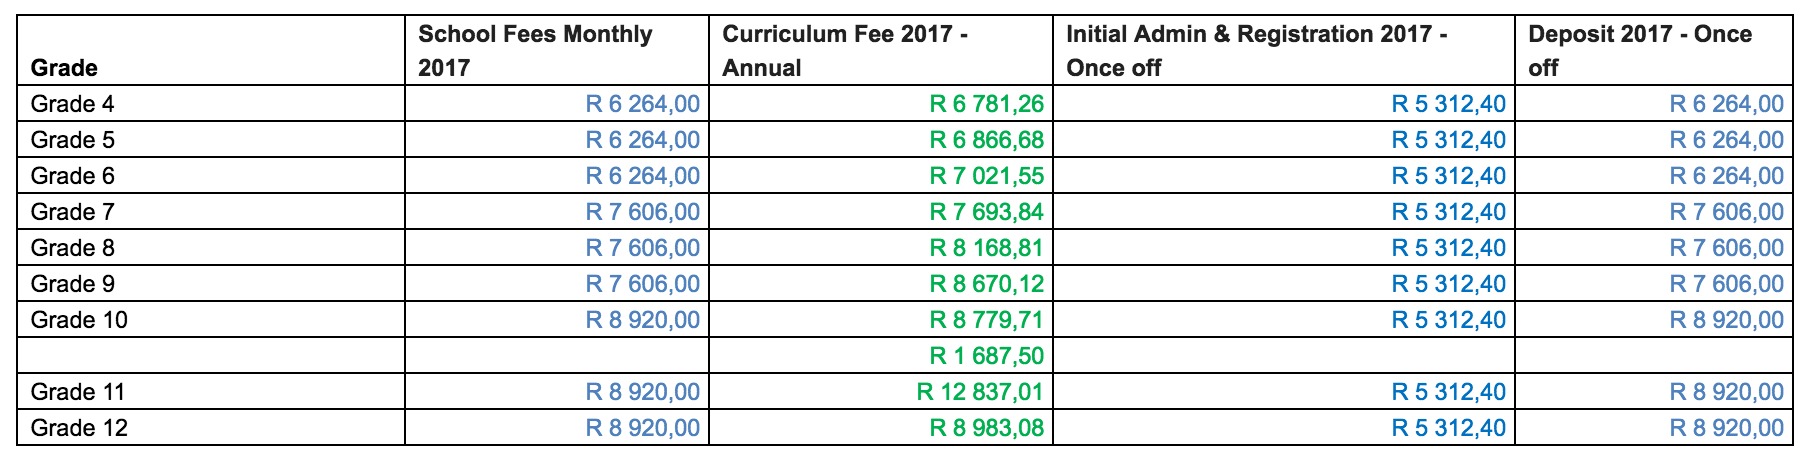 Grade School Fees Monthly 2017 Curriculum Fee 2017 - Annual Initial Admin & Registration 2017 - Once off Deposit 2017 - Once off
Grade 4 R 6 264,00 R 6 781,26 R 5 312,40 R 6 264,00
Grade 5 R 6 264,00 R 6 866,68 R 5 312,40 R 6 264,00
Grade 6 R 6 264,00 R 7 021,55 R 5 312,40 R 6 264,00
Grade 7 R 7 606,00 R 7 693,84 R 5 312,40 R 7 606,00
Grade 8 R 7 606,00 R 8 168,81 R 5 312,40 R 7 606,00
Grade 9 R 7 606,00 R 8 670,12 R 5 312,40 R 7 606,00
Grade 10 R 8 920,00 R 8 779,71 R 5 312,40 R 8 920,00
R 1 687,50
Grade 11 R 8 920,00 R 12 837,01 R 5 312,40 R 8 920,00
Grade 12 R 8 920,00 R 8 983,08 R 5 312,40 R 8 920,00